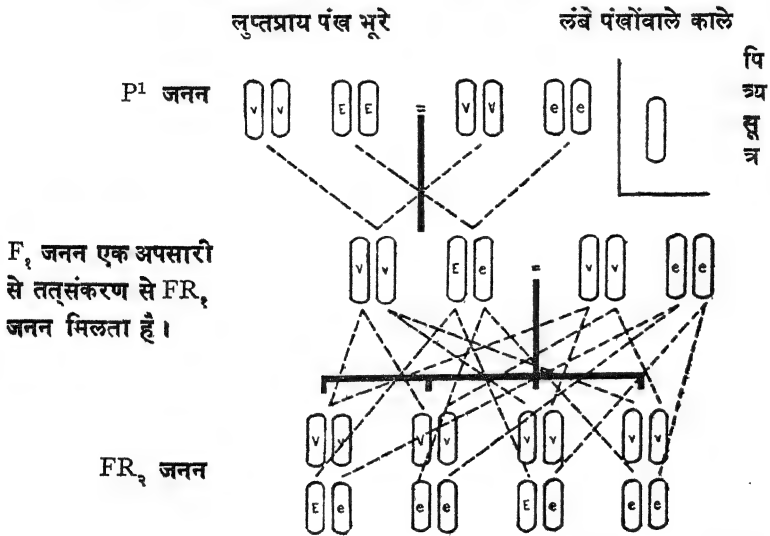 लुप्तप्राय पंख भूरे लंबे पंखोंवाले काले
P¹ जनन v v E E = V V e e
पि
त्र्य
सू
त्र
F₁ जनन एक अपसारी
से तत्संकरण से FR₁
जनन मिलता है।
V v E e = v v e e
V v V v v v v v
FR₂ जनन
E e e e E e e e